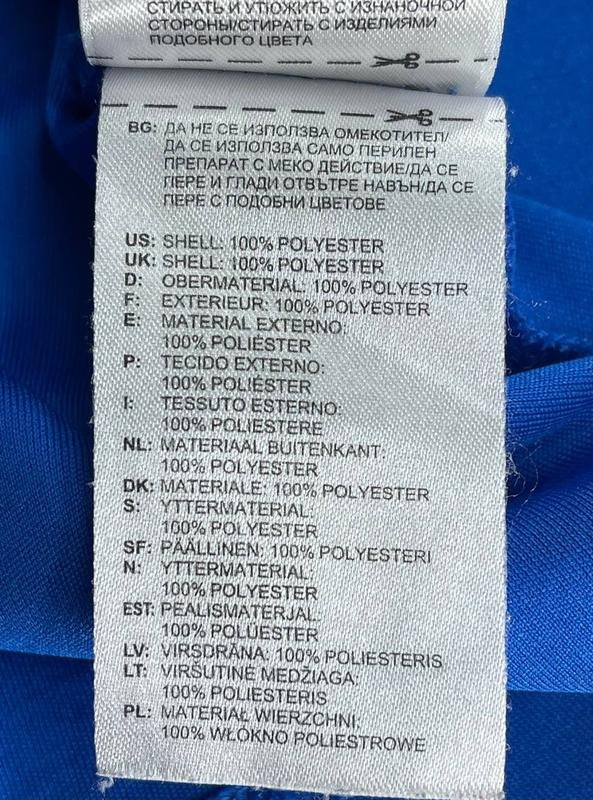 СТИРАТЬ И УТЮЖИТЬ С ИЗНАНОЧНОЙ
СТОРОНЫ/СТИРАТЬ С ИЗДЕЛИЯМИ
ПОДОБНОГО ЦВЕТА
BG: ДА НЕ СЕ ИЗПОЛЗВА ОМЕКОТИТЕЛ/
ДА СЕ ИЗПОЛЗВА САМО ПЕРИЛЕН
ПРЕПАРАТ С МЕКО ДЕЙСТВИЕ/ДА СЕ
ПЕРЕ И ГЛАДИ ОТВЪТРЕ НАВЪН/ДА СЕ
ПЕРЕ С ПОДОБНИ ЦВЕТОВЕ
US: SHELL: 100% POLYESTER
UK: SHELL: 100% POLYESTER
D: OBERMATERIAL: 100% POLYESTER
F: EXTERIEUR: 100% POLYESTER
E: MATERIAL EXTERNO:
100% POLIÉSTER
P: TECIDO EXTERNO:
100% POLIÉSTER
I: TESSUTO ESTERNO:
100% POLIESTERE
NL: MATERIAAL BUITENKANT:
100% POLYESTER
DK: MATERIALE: 100% POLYESTER
S: YTTERMATERIAL:
100% POLYESTER
SF: PÄÄLLINEN: 100% POLYESTERI
N: YTTERMATERIAL:
100% POLYESTER
EST: PEALISMATERJAL:
100% POLÜESTER
LV: VIRSDRĀNA: 100% POLIESTERIS
LT: VIRŠUTINĖ MEDŽIAGA:
100% POLIESTERIS
PL: MATERIAŁ WIERZCHNI:
100% WŁÓKNO POLIESTROWE